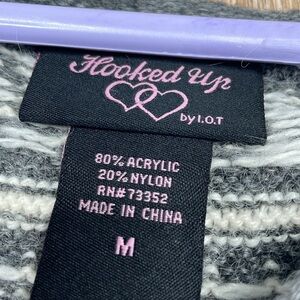 Hooked Up
by I.O.T
80% ACRYLIC
20% NYLON
RN# 73352
MADE IN CHINA
M